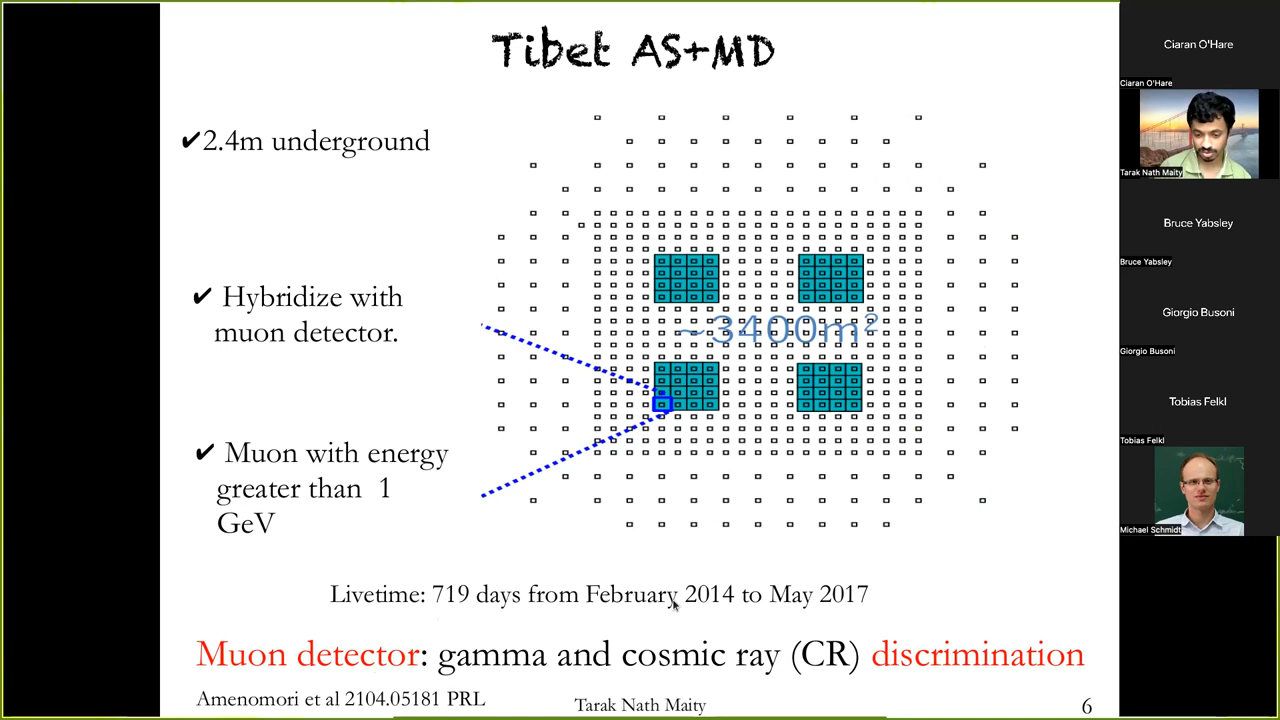 Tibet AS+MD
✔2.4m underground
✔ Hybridize with
muon detector.
✔ Muon with energy
greater than 1
GeV
~3400m²
Livetime: 719 days from February 2014 to May 2017
Muon detector: gamma and cosmic ray (CR) discrimination
Amenomori et al 2104.05181 PRL
Tarak Nath Maity
6
Ciaran O'Hare
Ciaran O'Hare
Tarak Nath Maity
Bruce Yabsley
Bruce Yabsley
Giorgio Busoni
Giorgio Busoni
Tobias Felkl
Tobias Felkl
Michael Schmidt